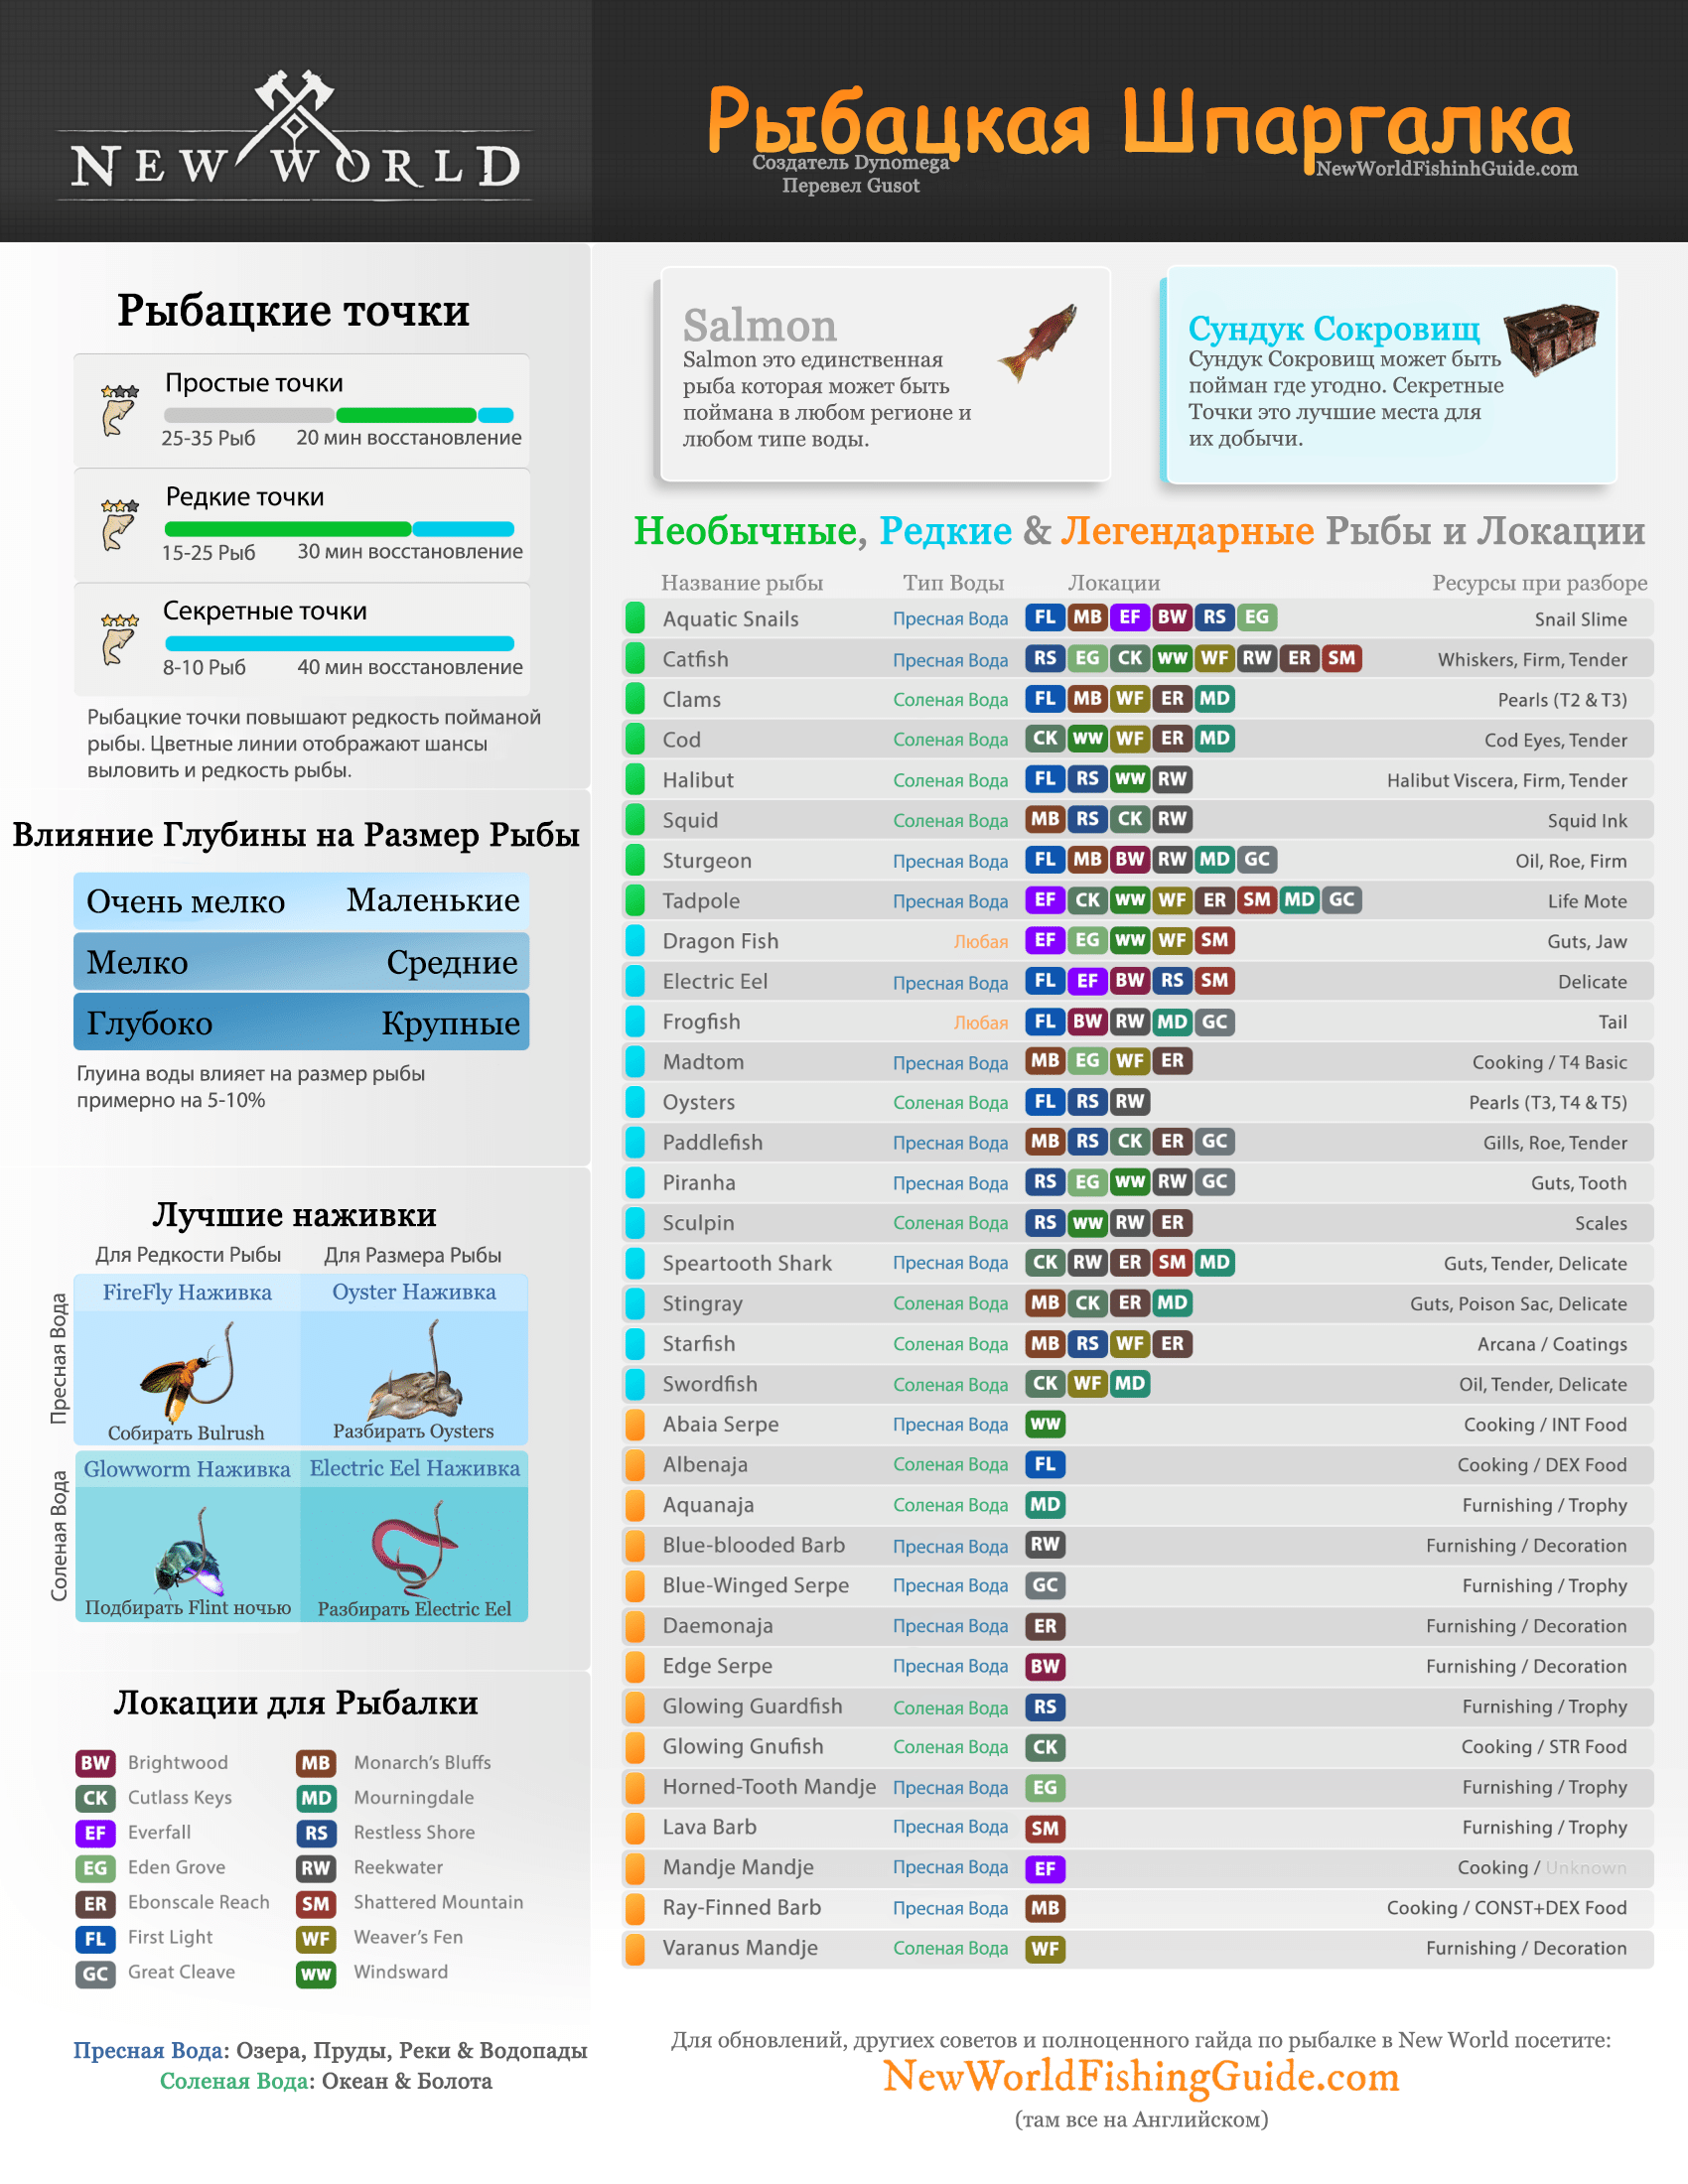 NEW WORLD
Рыбацкая Шпаргалка
Создатель Dynomega
Перевел Gusot
NewWorldFishinhGuide.com
Рыбацкие точки
Простые точки
25-35 Рыб 20 мин восстановление
Редкие точки
15-25 Рыб 30 мин восстановление
Секретные точки
8-10 Рыб 40 мин восстановление
Рыбацкие точки повышают редкость пойманой
рыбы. Цветные линии отображают шансы
выловить и редкость рыбы.
Влияние Глубины на Размер Рыбы
Очень мелко Маленькие
Мелко Средние
Глубоко Крупные
Глуина воды влияет на размер рыбы
примерно на 5-10%
Лучшие наживки
Для Редкости Рыбы Для Размера Рыбы
Пресная Вода
FireFly Наживка Oyster Наживка
Собирать Bulrush Разбирать Oysters
Соленая Вода
Glowworm Наживка Electric Eel Наживка
Подбирать Flint ночью Разбирать Electric Eel
Локации для Рыбалки
BW Brightwood MB Monarch's Bluffs
CK Cutlass Keys MD Mourningdale
EF Everfall RS Restless Shore
EG Eden Grove RW Reekwater
ER Ebonscale Reach SM Shattered Mountain
FL First Light WF Weaver's Fen
GC Great Cleave WW Windsward
Пресная Вода: Озера, Пруды, Реки & Водопады
Соленая Вода: Океан & Болота
Salmon
Salmon это единственная
рыба которая может быть
поймана в любом регионе и
любом типе воды.
Сундук Сокровищ
Сундук Сокровищ может быть
пойман где угодно. Секретные
Точки это лучшие места для
их добычи.
Необычные, Редкие & Легендарные Рыбы и Локации
Название рыбы Тип Воды Локации Ресурсы при разборе
Aquatic Snails Пресная Вода FL MB EF BW RS EG Snail Slime
Catfish Пресная Вода RS EG CK WW WF RW ER SM Whiskers, Firm, Tender
Clams Соленая Вода FL MB WF ER MD Pearls (T2 & T3)
Cod Соленая Вода CK WW WF ER MD Cod Eyes, Tender
Halibut Соленая Вода FL RS WW RW Halibut Viscera, Firm, Tender
Squid Соленая Вода MB RS CK RW Squid Ink
Sturgeon Пресная Вода FL MB BW RW MD GC Oil, Roe, Firm
Tadpole Пресная Вода EF CK WW WF ER SM MD GC Life Mote
Dragon Fish Любая EF EG WW WF SM Guts, Jaw
Electric Eel Пресная Вода FL EF BW RS SM Delicate
Frogfish Любая FL BW RW MD GC Tail
Madtom Пресная Вода MB EG WF ER Cooking / T4 Basic
Oysters Соленая Вода FL RS RW Pearls (T3, T4 & T5)
Paddlefish Пресная Вода MB RS CK ER GC Gills, Roe, Tender
Piranha Пресная Вода RS EG WW RW GC Guts, Tooth
Sculpin Соленая Вода RS WW RW ER Scales
Speartooth Shark Пресная Вода CK RW ER SM MD Guts, Tender, Delicate
Stingray Соленая Вода MB CK ER MD Guts, Poison Sac, Delicate
Starfish Соленая Вода MB RS WF ER Arcana / Coatings
Swordfish Соленая Вода CK WF MD Oil, Tender, Delicate
Abaia Serpe Пресная Вода WW Cooking / INT Food
Albenaja Соленая Вода FL Cooking / DEX Food
Aquanaja Соленая Вода MD Furnishing / Trophy
Blue-blooded Barb Пресная Вода RW Furnishing / Decoration
Blue-Winged Serpe Пресная Вода GC Furnishing / Trophy
Daemonaja Пресная Вода ER Furnishing / Decoration
Edge Serpe Пресная Вода BW Furnishing / Decoration
Glowing Guardfish Соленая Вода RS Furnishing / Trophy
Glowing Gnufish Соленая Вода CK Cooking / STR Food
Horned-Tooth Mandje Пресная Вода EG Furnishing / Trophy
Lava Barb Пресная Вода SM Furnishing / Trophy
Mandje Mandje Пресная Вода EF Cooking / Unknown
Ray-Finned Barb Пресная Вода MB Cooking / CONST+DEX Food
Varanus Mandje Соленая Вода WF Furnishing / Decoration
Для обновлений, другиех советов и полноценного гайда по рыбалке в New World посетите:
NewWorldFishingGuide.com
(там все на Английском)